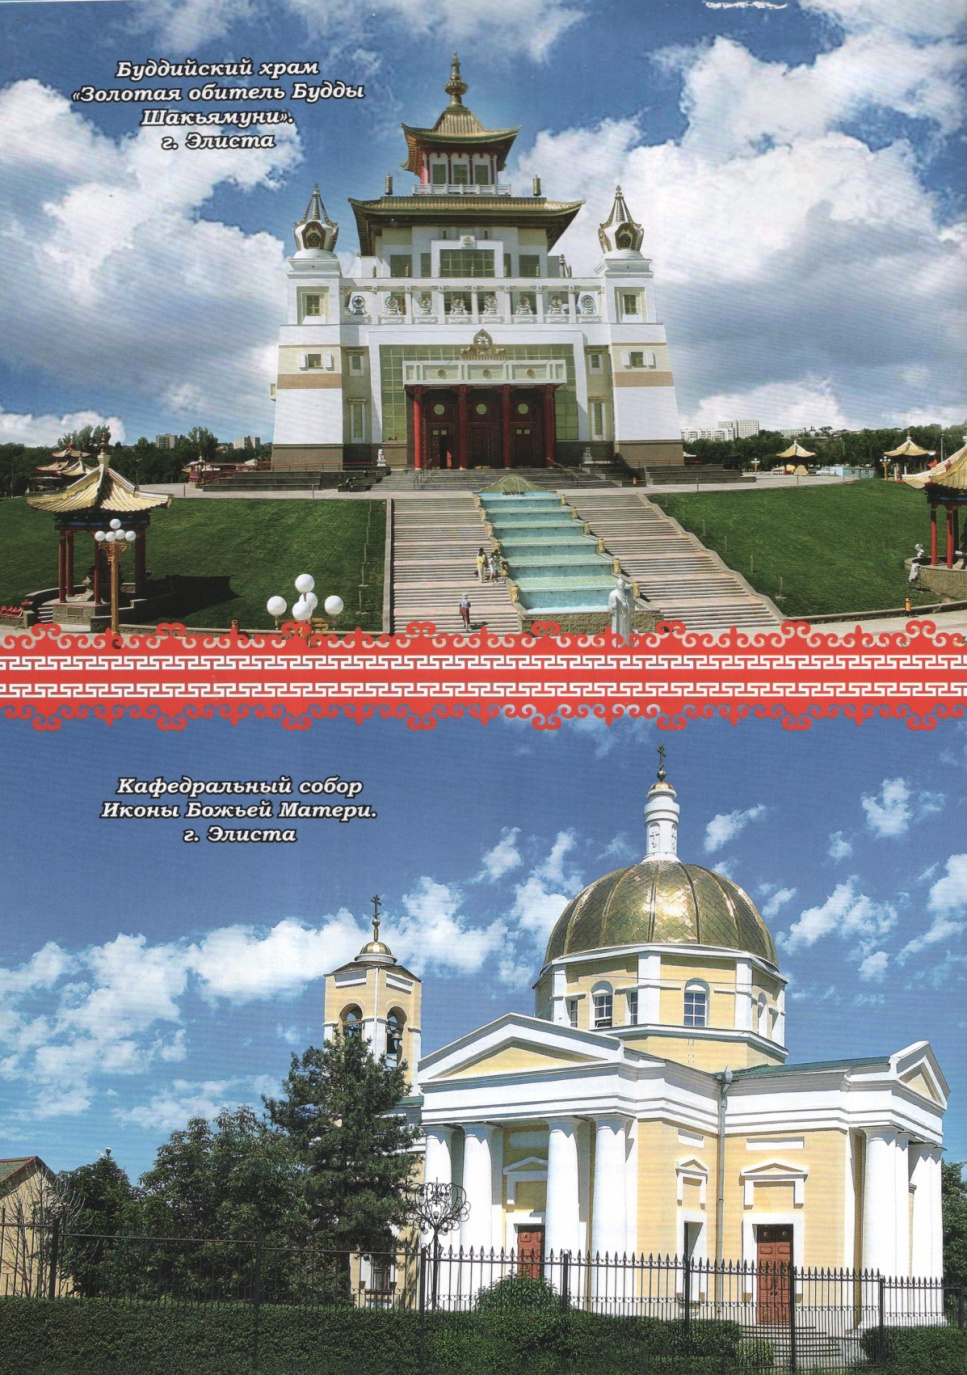 Буддийский храм
«Золотая обитель Будды
Шакьямуни».
г. Элиста
Кафедральный собор
Иконы Божьей Матери.
г. Элиста